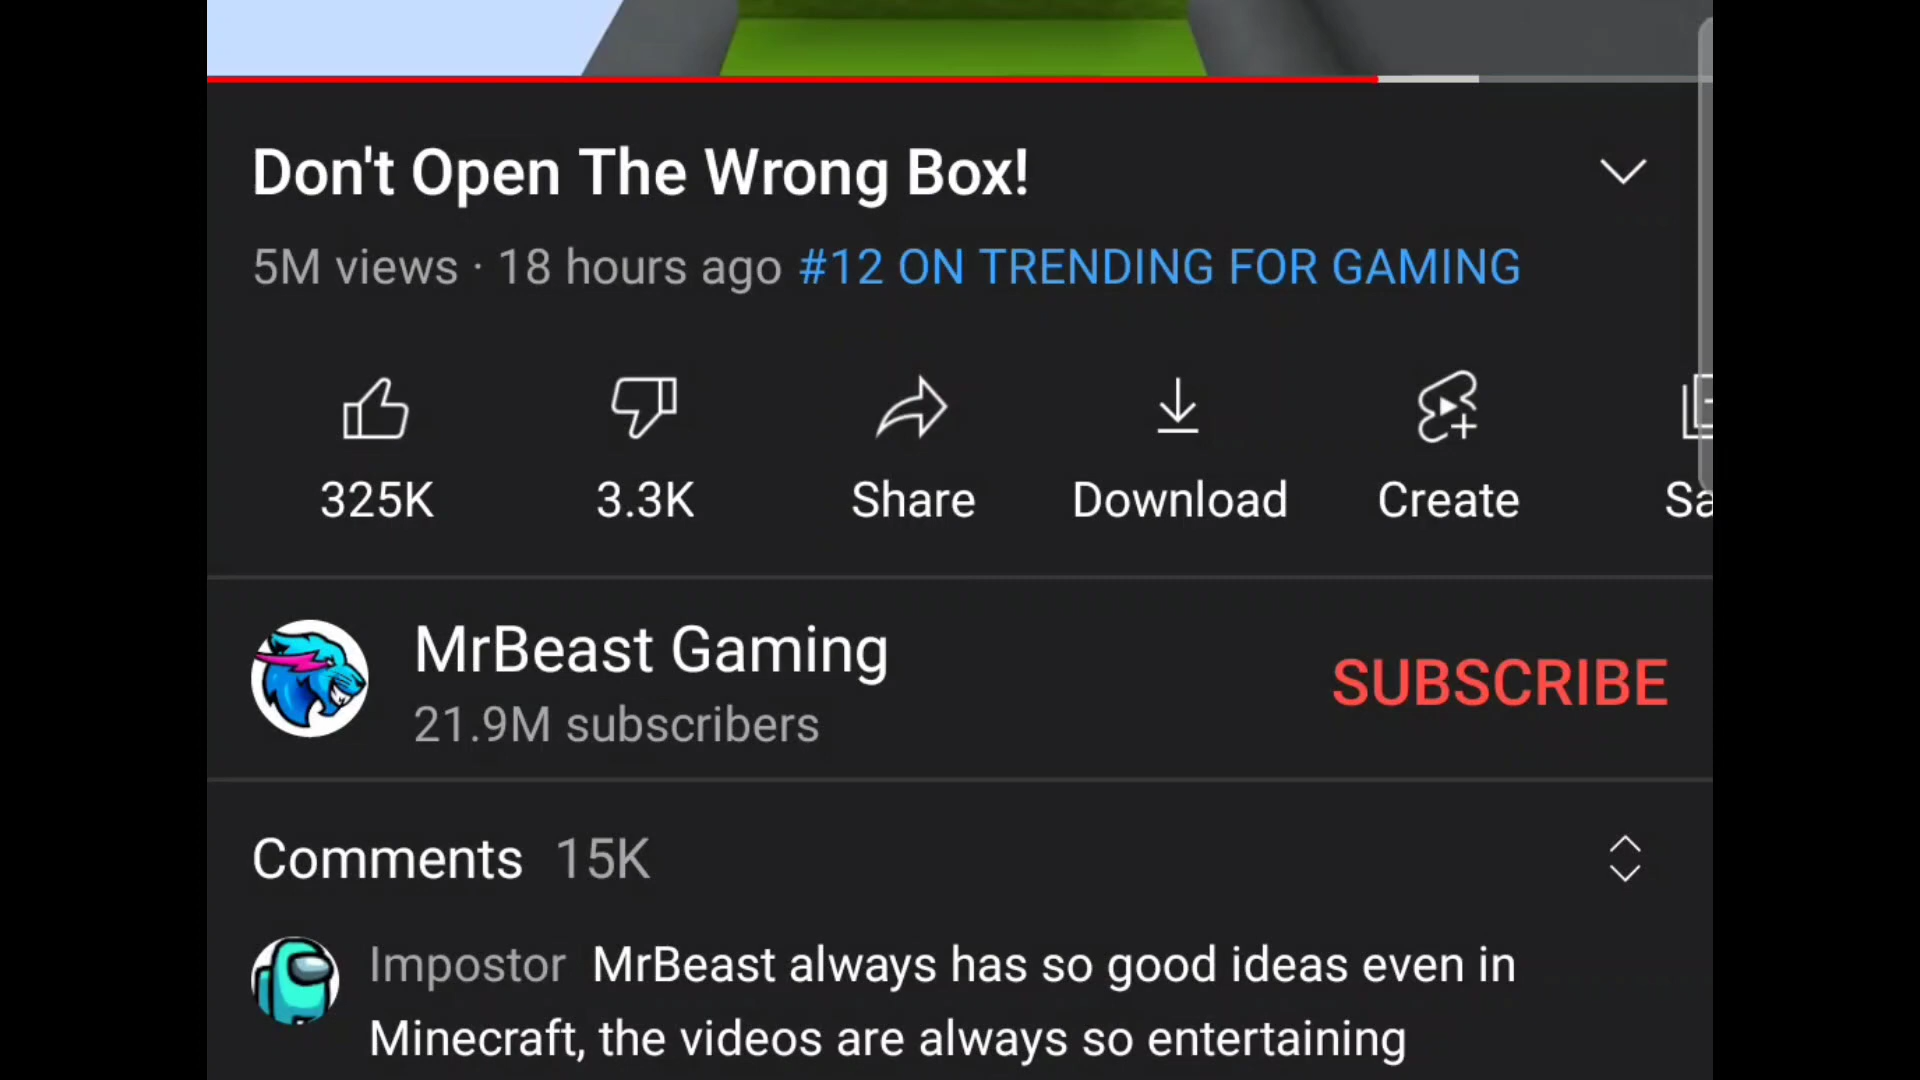 Don't Open The Wrong Box!
5M views · 18 hours ago #12 ON TRENDING FOR GAMING
325K 3.3K Share Download Create Sa
MrBeast Gaming
SUBSCRIBE
21.9M subscribers
Comments 15K
Impostor MrBeast always has so good ideas even in
Minecraft, the videos are always so entertaining